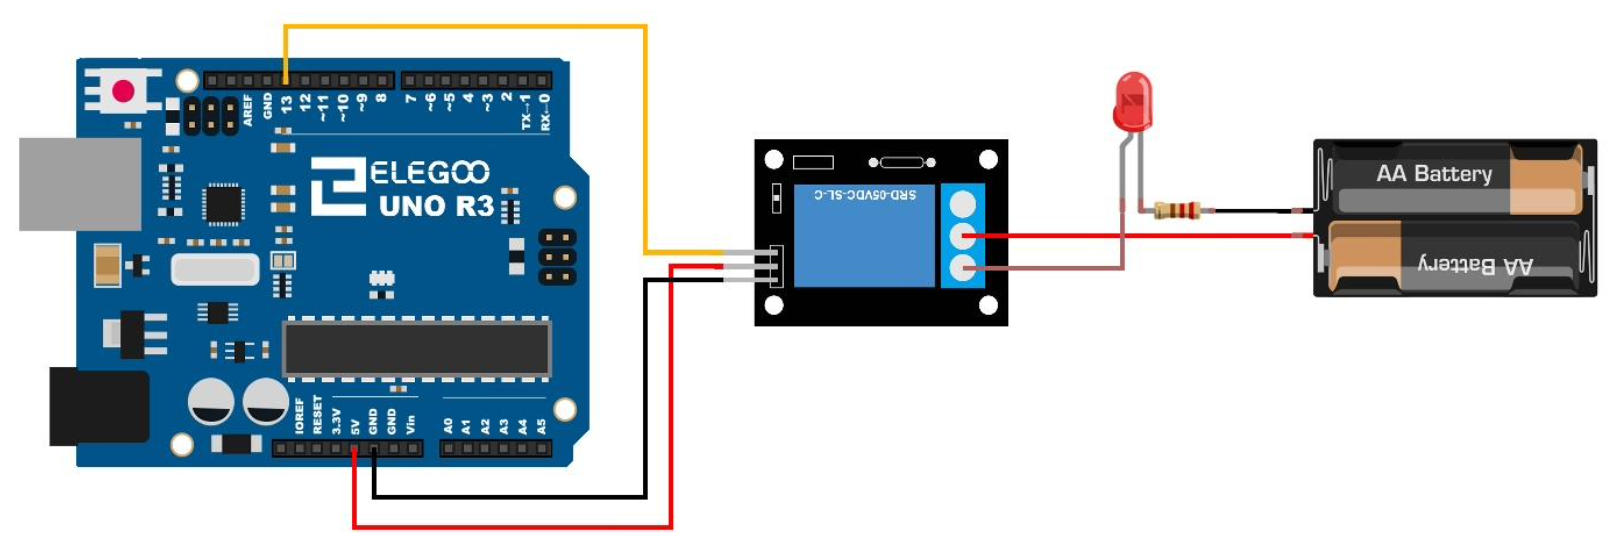 AREF
GND
13
12
~11
~10
~9
8
7
~6
~5
4
~3
2
TX→1
RX←0
ELEGOO
UNO R3
IOREF
RESET
3.3V
5V
GND
GND
Vin
A0
A1
A2
A3
A4
A5
SRD-05VDC-SL-C
AA Battery
AA Battery